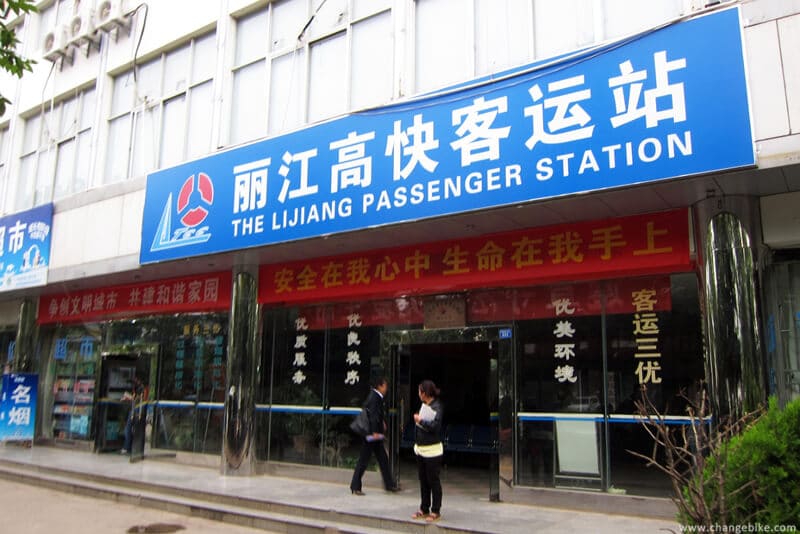 丽江高快客运站
THE LIJIANG PASSENGER STATION
安全在我心中 生命在我手上
争创文明城市 共建和谐家园
超市
优质服务
优良秩序
优美环境
客运三优
名烟
www.changebike.com